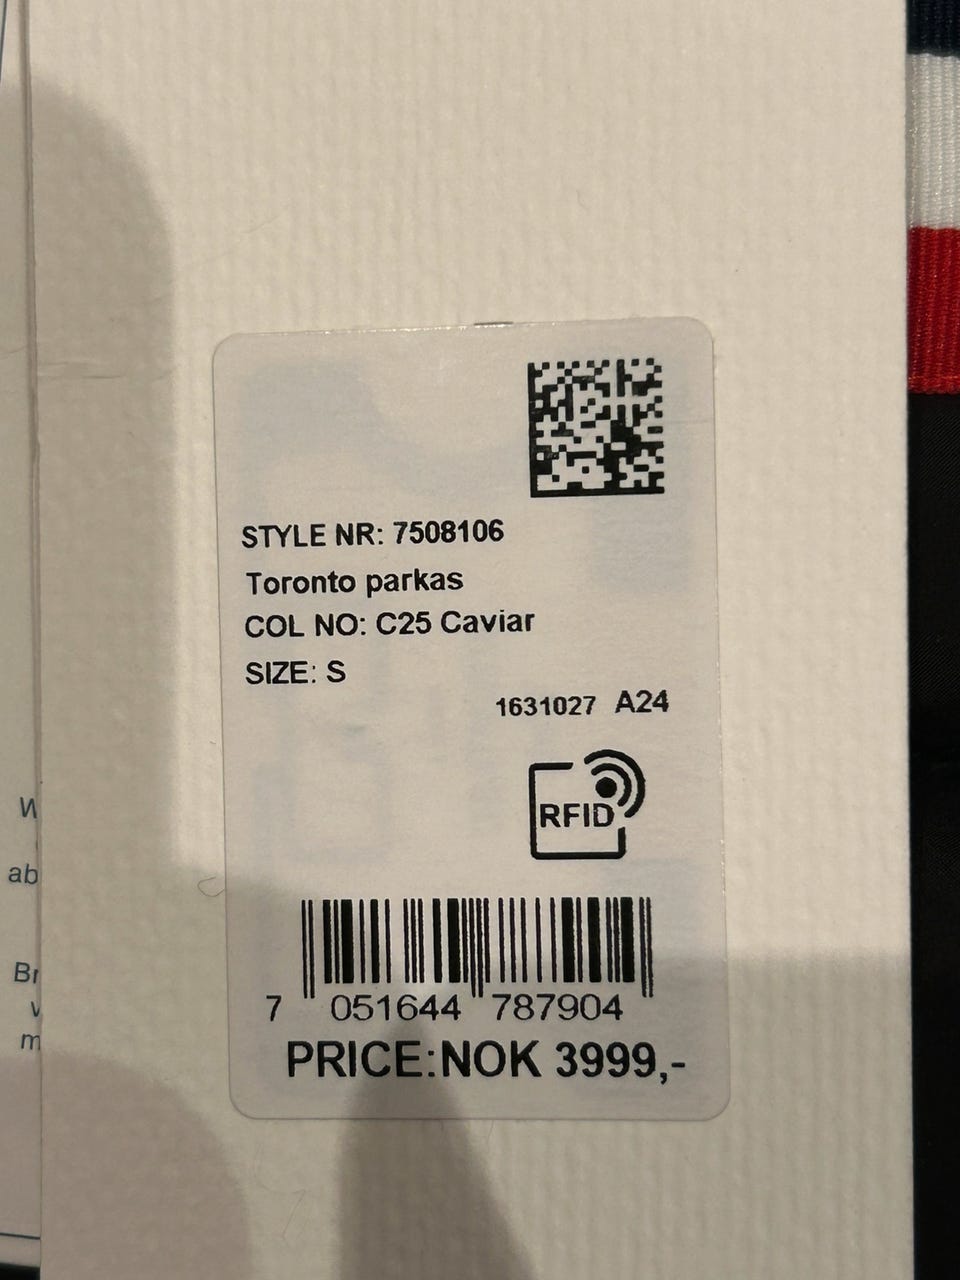 STYLE NR: 7508106
Toronto parkas
COL NO: C25 Caviar
SIZE: S
1631027 A24
RFID
7 051644 787904
PRICE:NOK 3999,-
ab